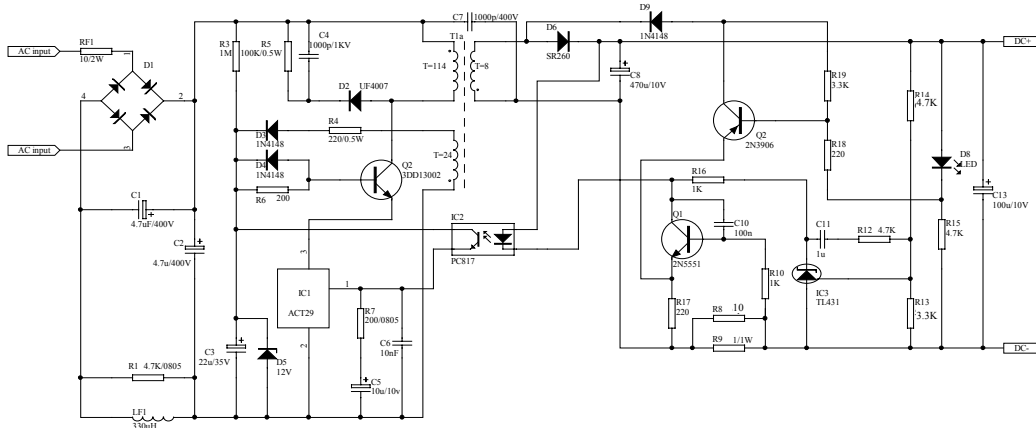 AC input
RF1
10/2W
D1
1
4
2
3
AC input
C1
4.7uF/400V
C2
4.7u/400V
R1 4.7K/0805
LF1
330uH
R3
1M
R5
100K/0.5W
C4
1000p/1KV
C7 1000p/400V
T1a
T=114
T=8
D2 UF4007
D3
1N4148
R4
220/0.5W
T=24
D4
1N4148
R6 200
Q2
3DD13002
IC2
PC817
3
IC1
ACT29
1
2
R7
200/0805
C6
10nF
C5
10u/10v
C3
22u/35V
D5
12V
D6
SR260
C8
470u/10V
D9
1N4148
R19
3.3K
Q2
2N3906
R18
220
R14
4.7K
D8
LED
C13
100u/10V
R16
1K
Q1
2N5551
C10
100n
C11
1u
R12 4.7K
R15
4.7K
R10
1K
IC3
TL431
R17
220
R8 10
R9 1/1W
R13
3.3K
DC+
DC-